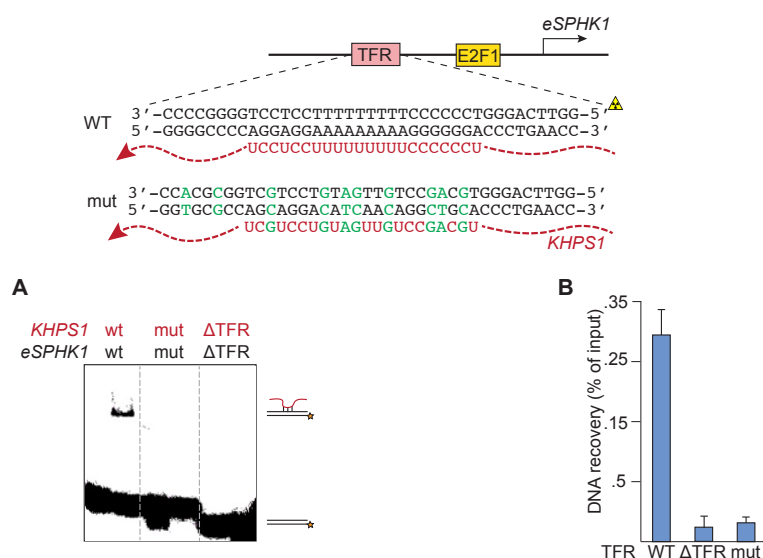 eSPHK1
TFR E2F1
WT
3′-CCCCGGGGTCCTCCTTTTTTTTTCCCCCCTGGGACTTGG-5′
5′-GGGGCCCCAGGAGGAAAAAAAAAGGGGGGACCCTGAACC-3′
UCCUCCUUUUUUUUUCCCCCCU
mut
3′-CCACGCGGTCGTCCTGTAGTTGTCCGACGTGGGACTTGG-5′
5′-GGTGCGCCAGCAGGACATCAACAGGCTGCACCCTGAACC-3′
UCGUCCUGUAGUUGUCCGACGU
KHPS1
A
KHPS1 wt mut ΔTFR
eSPHK1 wt mut ΔTFR
B
DNA recovery (% of input)
.35
.25
.15
.5
TFR WT ΔTFR mut